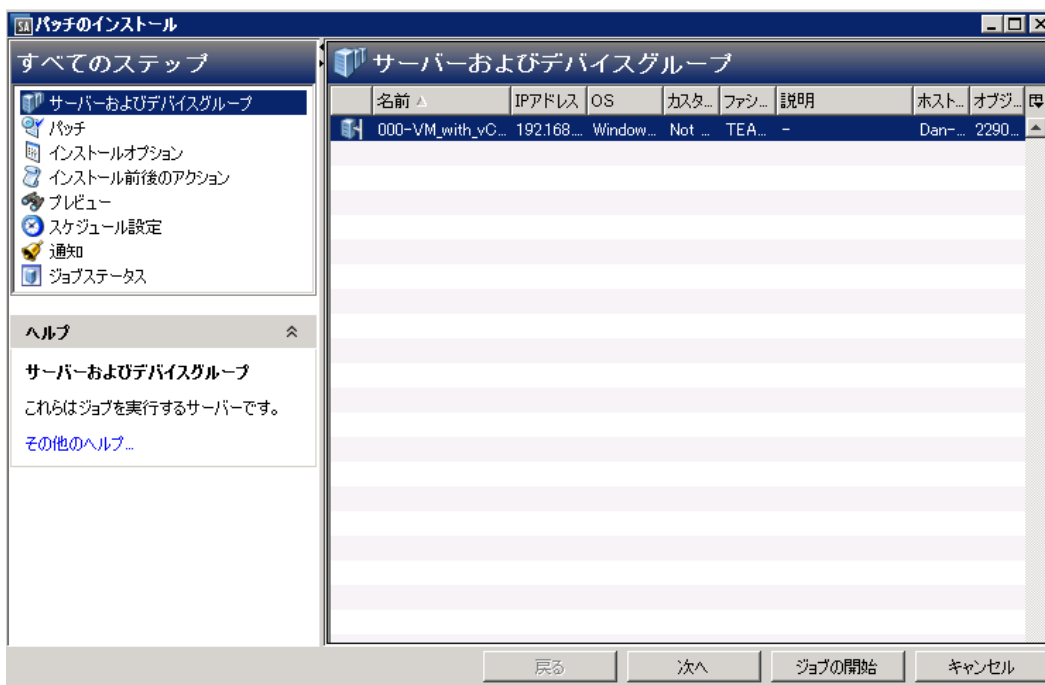 SA パッチのインストール
すべてのステップ
サーバーおよびデバイスグループ
パッチ
インストールオプション
インストール前後のアクション
プレビュー
スケジュール設定
通知
ジョブステータス
ヘルプ
サーバーおよびデバイスグループ
これらはジョブを実行するサーバーです。
その他のヘルプ...
サーバーおよびデバイスグループ
名前 IPアドレス OS カスタ... ファシ... 説明 ホスト... オブジ...
000-VM_with_vC... 192.168.... Window... Not ... TEA... - Dan-... 2290...
戻る 次へ ジョブの開始 キャンセル